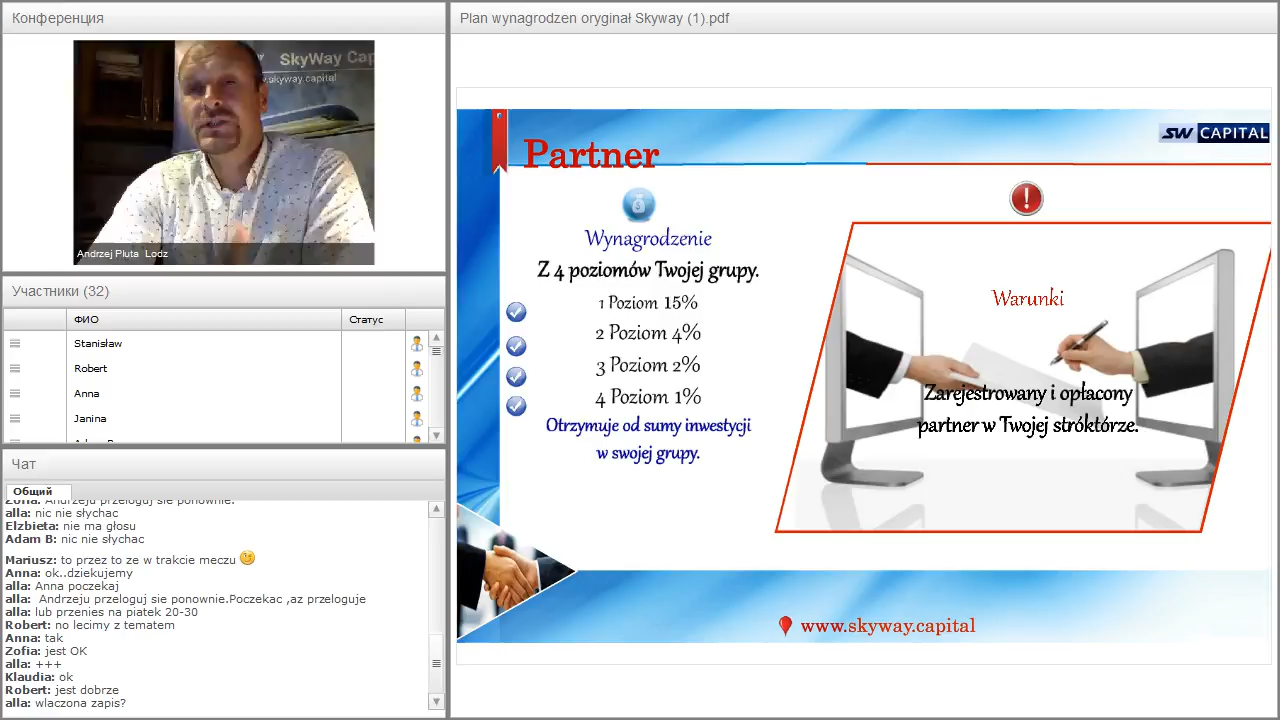 Конференция
SkyWay Cap
w.skyway.capital
Andrzej Pluta Lodz
Участники (32)
ФИО
Статус
Stanisław
Robert
Anna
Janina
Чат
Общий
Zofia: Andrzeju przeloguj sie ponownie.
alla: nic nie słychac
Elzbieta: nie ma głosu
Adam B: nic nie słychac
Mariusz: to przez to ze w trakcie meczu
Anna: ok..dziekujemy
alla: Anna poczekaj
alla: Andrzeju przeloguj sie ponownie.Poczekac ,az przeloguje
alla: lub przenies na piatek 20-30
Robert: no lecimy z tematem
Anna: tak
Zofia: jest OK
alla: +++
Klaudia: ok
Robert: jest dobrze
alla: wlaczona zapis?
Plan wynagrodzen oryginał Skyway (1).pdf
Partner
SW CAPITAL
Wynagrodzenie
Z 4 poziomów Twojej grupy.
1 Poziom 15%
2 Poziom 4%
3 Poziom 2%
4 Poziom 1%
Otrzymuje od sumy inwestycji
w swojej grupy.
!
Warunki
Zarejestrowany i opłacony
partner w Twojej stróktórze.
www.skyway.capital